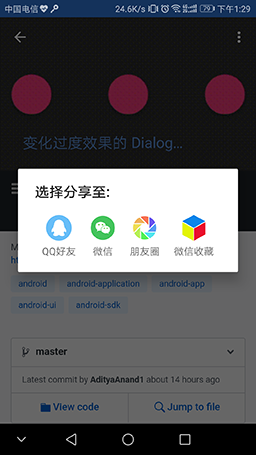 中国电信
24.6K/s
79
下午1:29
变化过度效果的 Dialog...
选择分享至:
QQ好友
微信
朋友圈
微信收藏
android
android-application
android-app
android-ui
android-sdk
master
Latest commit by AdityaAnand1 about 14 hours ago
View code
Jump to file